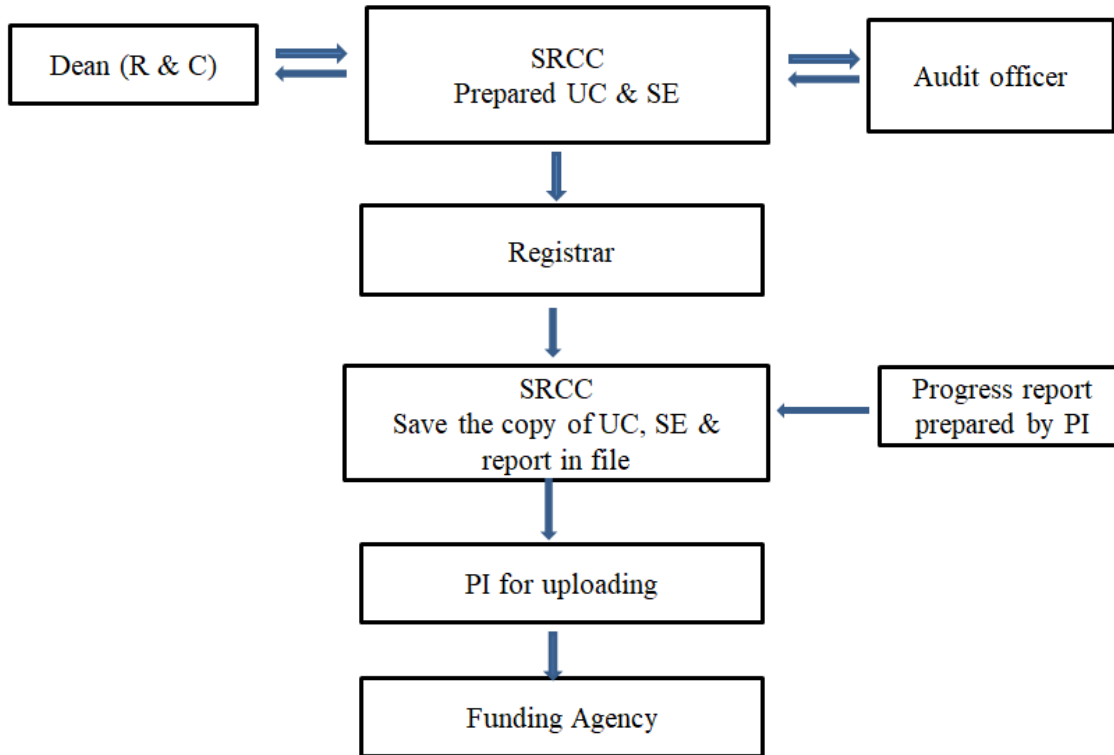 Dean (R & C)
SRCC
Prepared UC & SE
Audit officer
Registrar
SRCC
Save the copy of UC, SE &
report in file
Progress report
prepared by PI
PI for uploading
Funding Agency